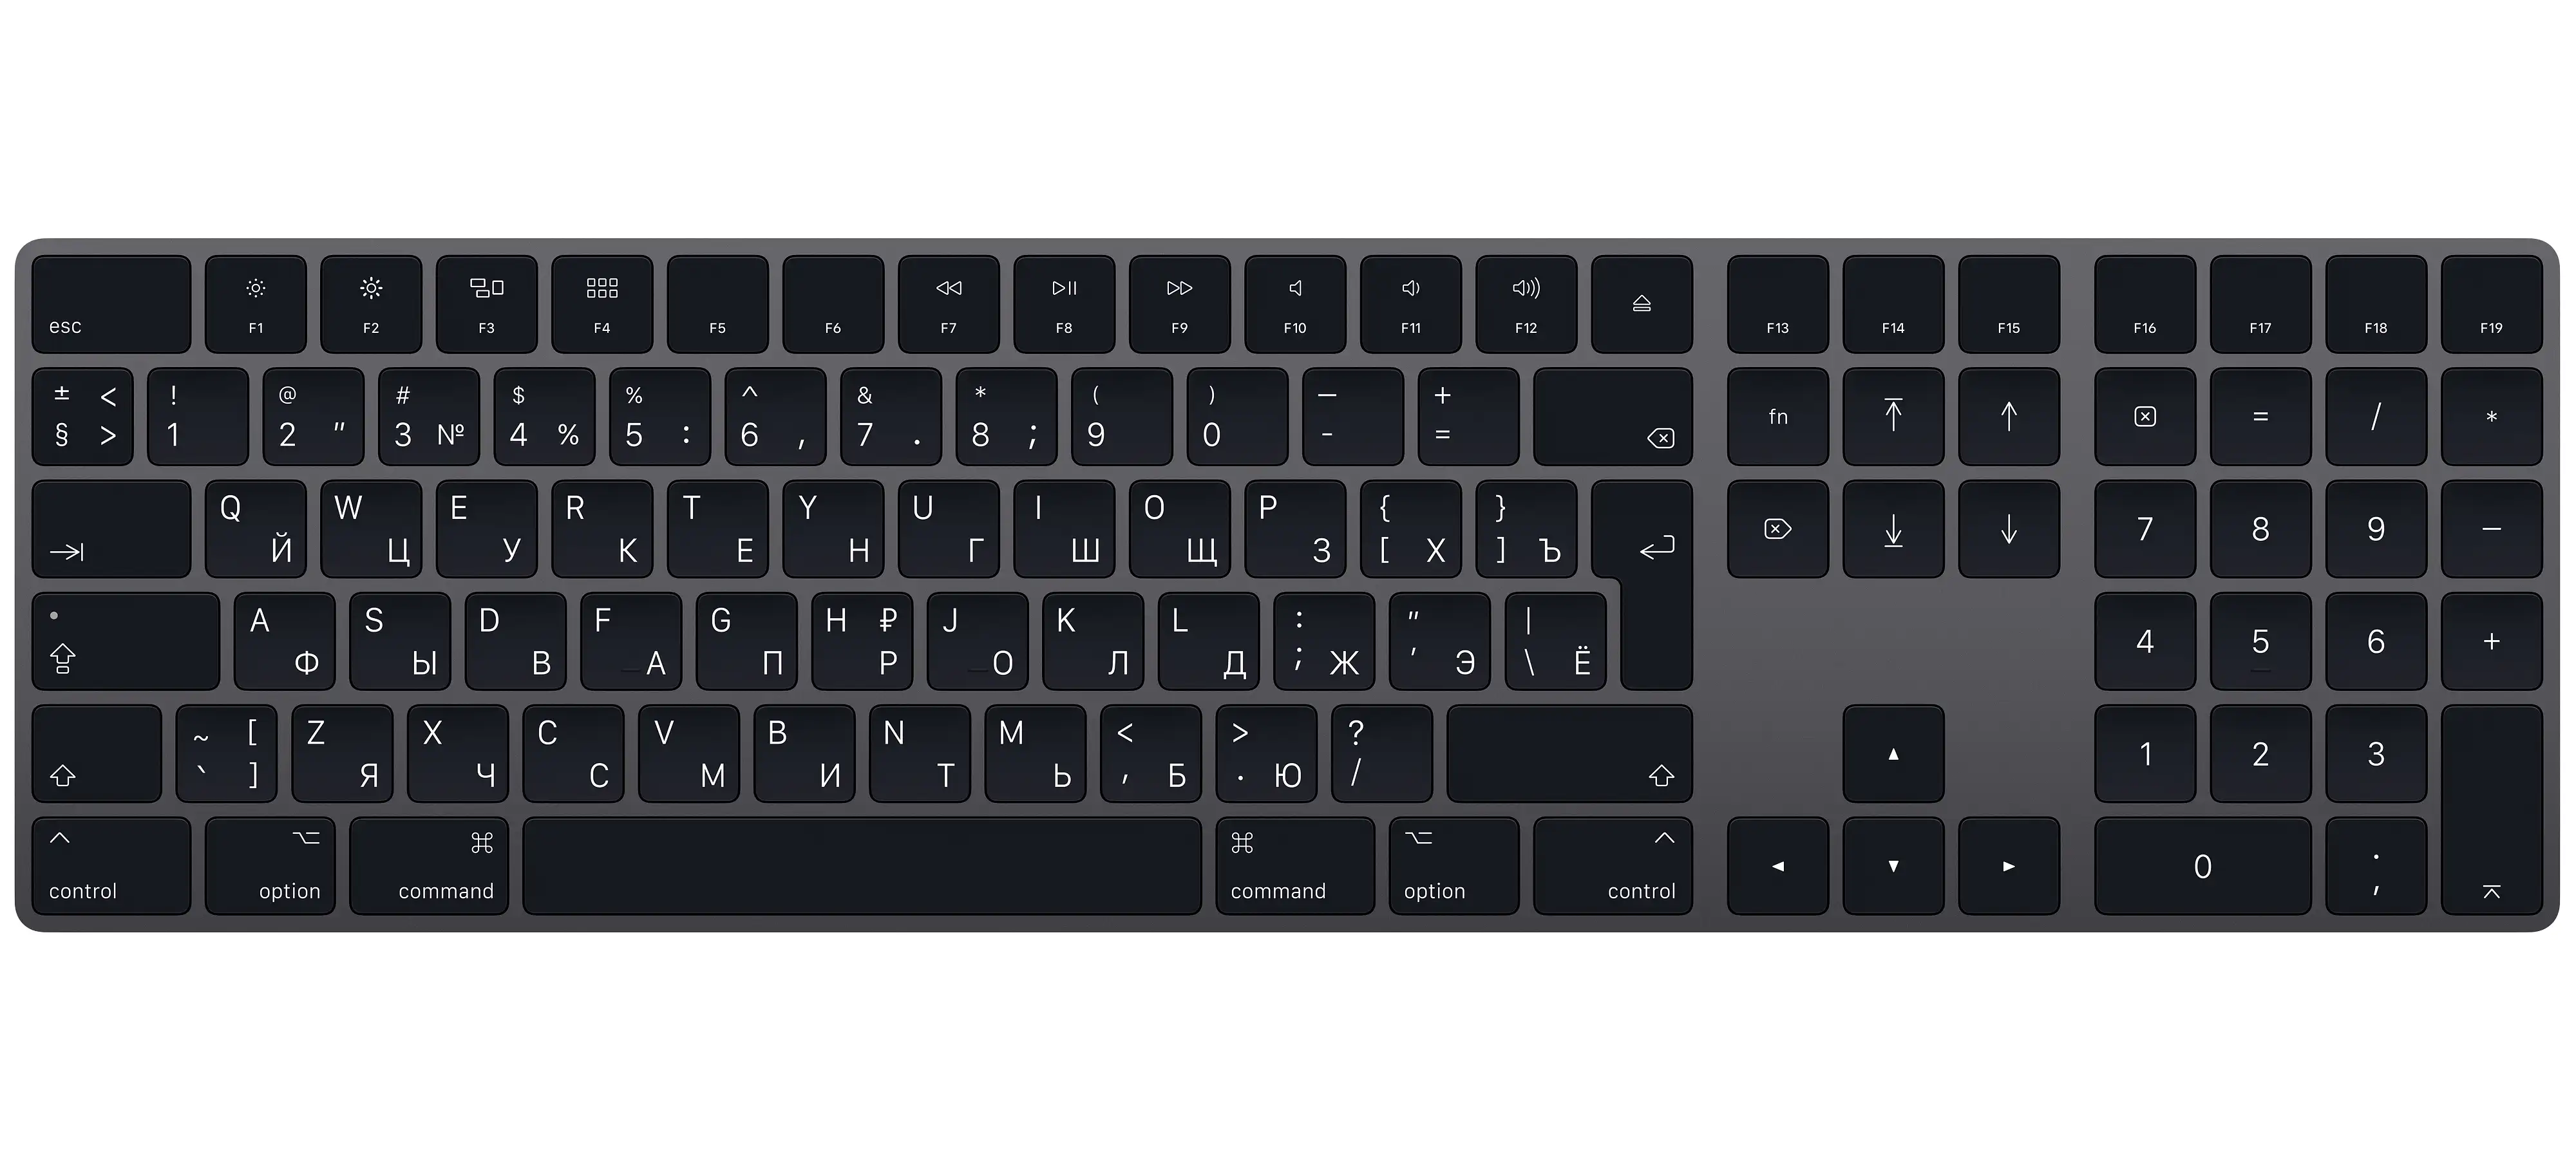 esc F1 F2 F3 F4 F5 F6 F7 F8 F9 F10 F11 F12 F13 F14 F15 F16 F17 F18 F19
± < ! @ # $ % ^ & * ( ) — +
§ > 1 2 " 3 № 4 % 5 : 6 , 7 . 8 ; 9 0 - = fn = / *
Q W E R T Y U I O P { }
Й Ц У К Е Н Г Ш Щ З [ Х ] Ъ 7 8 9 −
A S D F G H ₽ J K L : " |
Ф Ы В А П Р О Л Д ; Ж ' Э \ Ё 4 5 6 +
~ [ Z X C V B N M < > ?
` ] Я Ч С М И Т Ь , Б . Ю / 1 2 3
^ ⌥ ⌘ ⌘ ⌥ ^
control option command command option control 0 . ,